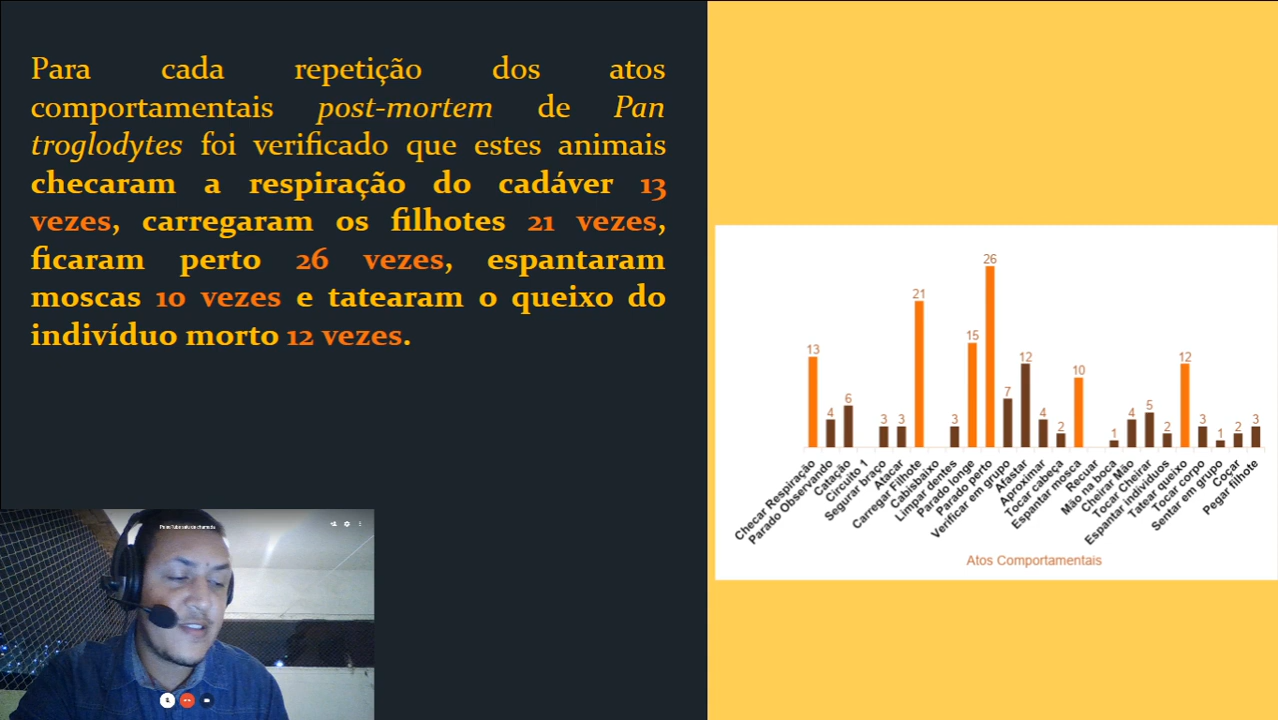 Para cada repetição dos atos
comportamentais post-mortem de Pan
troglodytes foi verificado que estes animais
checaram a respiração do cadáver 13
vezes, carregaram os filhotes 21 vezes,
ficaram perto 26 vezes, espantaram
moscas 10 vezes e tatearam o queixo do
indivíduo morto 12 vezes.
13
4
6
3
3
21
3
15
26
7
12
4
2
10
1
4
5
2
12
3
1
2
3
Checar Respiração
Parado Observando
Catação
Circuito 1
Segurar braço
Atacar
Carregar Filhote
Cabisbaixo
Limpar dentes
Parado longe
Parado perto
Verificar em grupo
Afastar
Aproximar
Tocar cabeça
Espantar mosca
Recuar
Mão na boca
Cheirar Mão
Tocar Cheirar
Espantar indivíduos
Tatear queixo
Tocar corpo
Sentar em grupo
Coçar
Pegar filhote
Atos Comportamentais